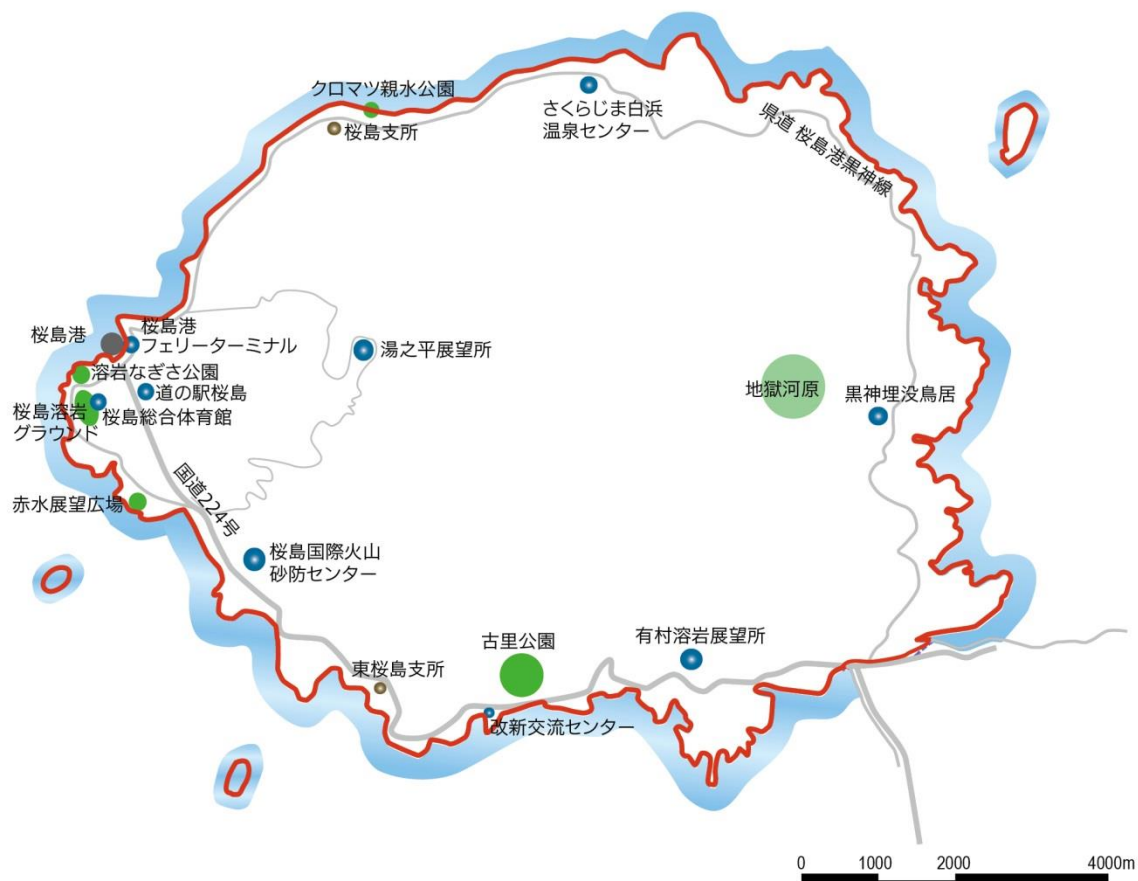 クロマツ親水公園
桜島支所
さくらじま白浜
温泉センター
県道 桜島港黒神線
桜島港
桜島港
フェリーターミナル
湯之平展望所
溶岩なぎさ公園
道の駅桜島
桜島溶岩
グラウンド
桜島総合体育館
地獄河原
黒神埋没鳥居
赤水展望広場
国道224号
桜島国際火山
砂防センター
古里公園
有村溶岩展望所
東桜島支所
改新交流センター
0 1000 2000 4000m